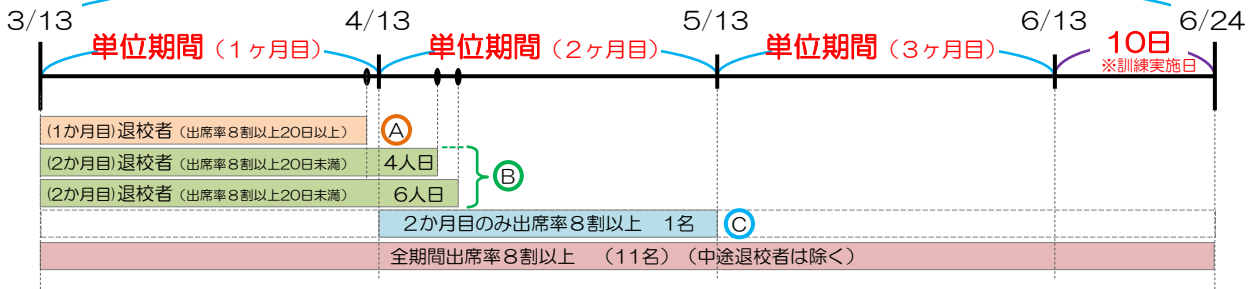 3/13 4/13 5/13 6/13 6/24
単位期間（1ヶ月目） 単位期間（2ヶ月目） 単位期間（3ヶ月目） 10日
※訓練実施日
(1か月目)退校者（出席率8割以上20日以上） A
(2か月目)退校者（出席率8割以上20日未満） 4人日
B
(2か月目)退校者（出席率8割以上20日未満） 6人日
2か月目のみ出席率8割以上 1名 C
全期間出席率8割以上 （11名）（中途退校者は除く）